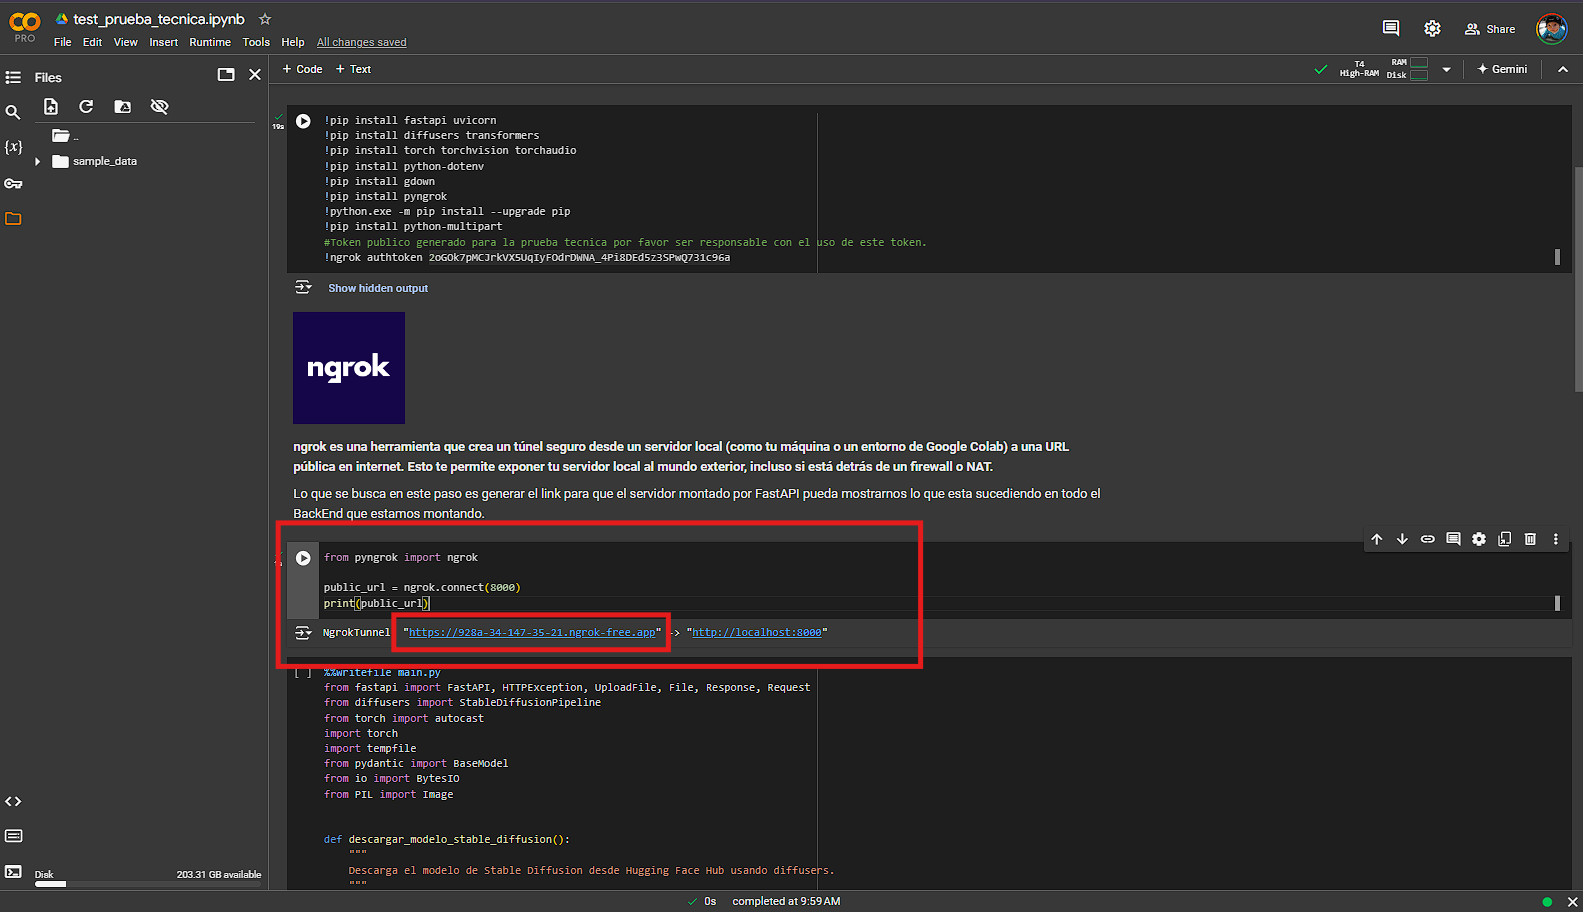 test_prueba_tecnica.ipynb
PRO
File Edit View Insert Runtime Tools Help All changes saved
Share
Files
+ Code + Text
T4
High-RAM
RAM
Disk
Gemini
..
sample_data
{x}
19s
!pip install fastapi uvicorn
!pip install diffusers transformers
!pip install torch torchvision torchaudio
!pip install python-dotenv
!pip install gdown
!pip install pyngrok
!python.exe -m pip install --upgrade pip
!pip install python-multipart
#Token publico generado para la prueba tecnica por favor ser responsable con el uso de este token.
!ngrok authtoken 2oGOk7pMCJrkVX5UqIyFOdrDWNA_4Pi8DEd5z3SPwQ731c96a
Show hidden output
ngrok
ngrok es una herramienta que crea un túnel seguro desde un servidor local (como tu máquina o un entorno de Google Colab) a una URL
pública en internet. Esto te permite exponer tu servidor local al mundo exterior, incluso si está detrás de un firewall o NAT.
Lo que se busca en este paso es generar el link para que el servidor montado por FastAPI pueda mostrarnos lo que esta sucediendo en todo el
BackEnd que estamos montando.
from pyngrok import ngrok
public_url = ngrok.connect(8000)
print(public_url)
NgrokTunnel "https://928a-34-147-35-21.ngrok-free.app" -> "http://localhost:8000"
[ ] %%writefile main.py
from fastapi import FastAPI, HTTPException, UploadFile, File, Response, Request
from diffusers import StableDiffusionPipeline
from torch import autocast
import torch
import tempfile
from pydantic import BaseModel
from io import BytesIO
from PIL import Image
def descargar_modelo_stable_diffusion():
"""
Descarga el modelo de Stable Diffusion desde Hugging Face Hub usando diffusers.
"""
Disk 203.31 GB available
0s completed at 9:59 AM